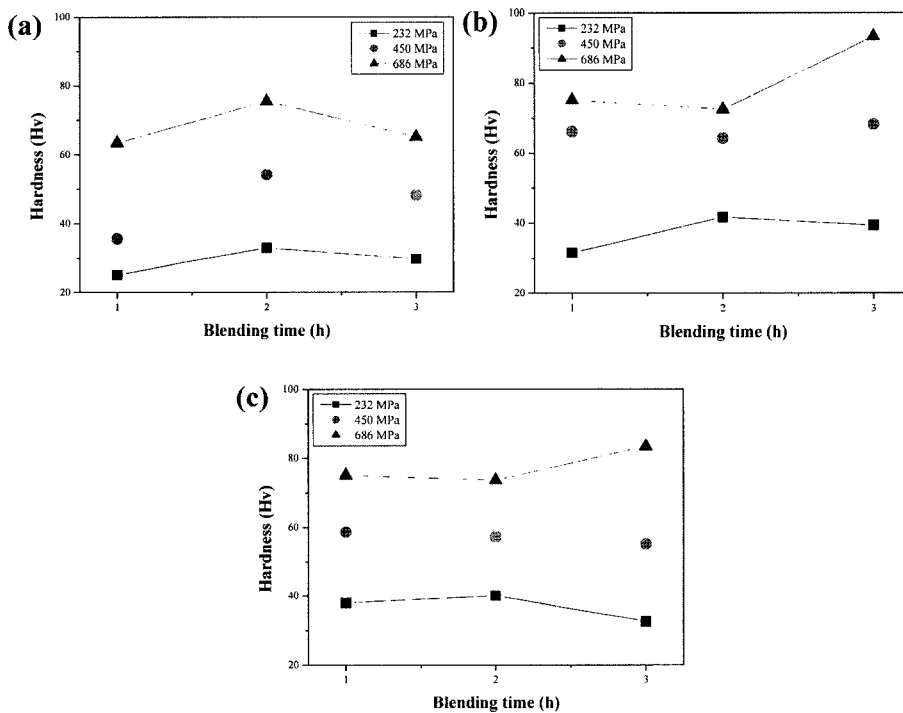 (a)
100
80
60
40
20
Hardness (Hv)
232 MPa
450 MPa
686 MPa
1
2
3
Blending time (h)
(b)
100
80
60
40
20
Hardness (Hv)
232 MPa
450 MPa
686 MPa
1
2
3
Blending time (h)
(c)
100
80
60
40
20
Hardness (Hv)
232 MPa
450 MPa
686 MPa
1
2
3
Blending time (h)